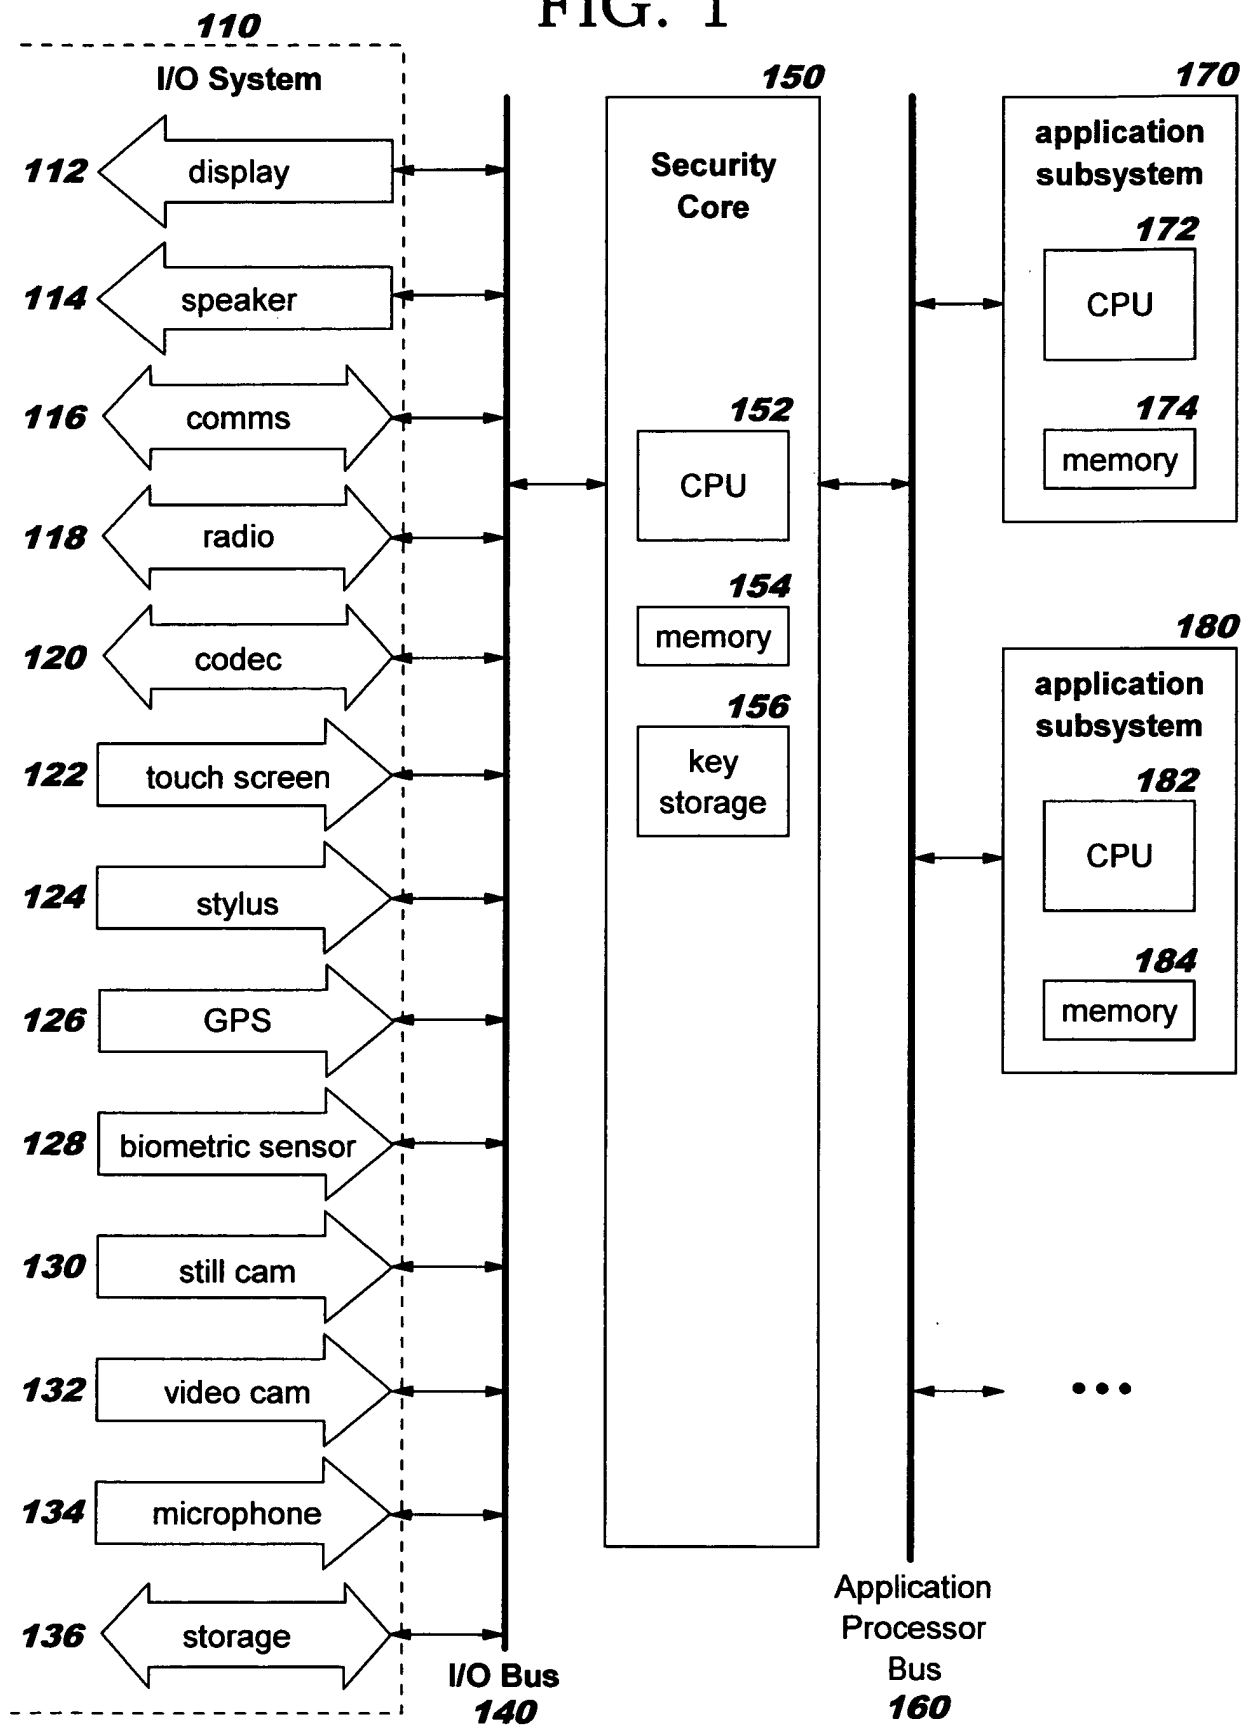 FIG. 1
110
I/O System
112
display
114
speaker
116
comms
118
radio
120
codec
122
touch screen
124
stylus
126
GPS
128
biometric sensor
130
still cam
132
video cam
134
microphone
136
storage
I/O Bus
140
150
Security
Core
152
CPU
154
memory
156
key
storage
Application
Processor
Bus
160
170
application
subsystem
172
CPU
174
memory
180
application
subsystem
182
CPU
184
memory
•••